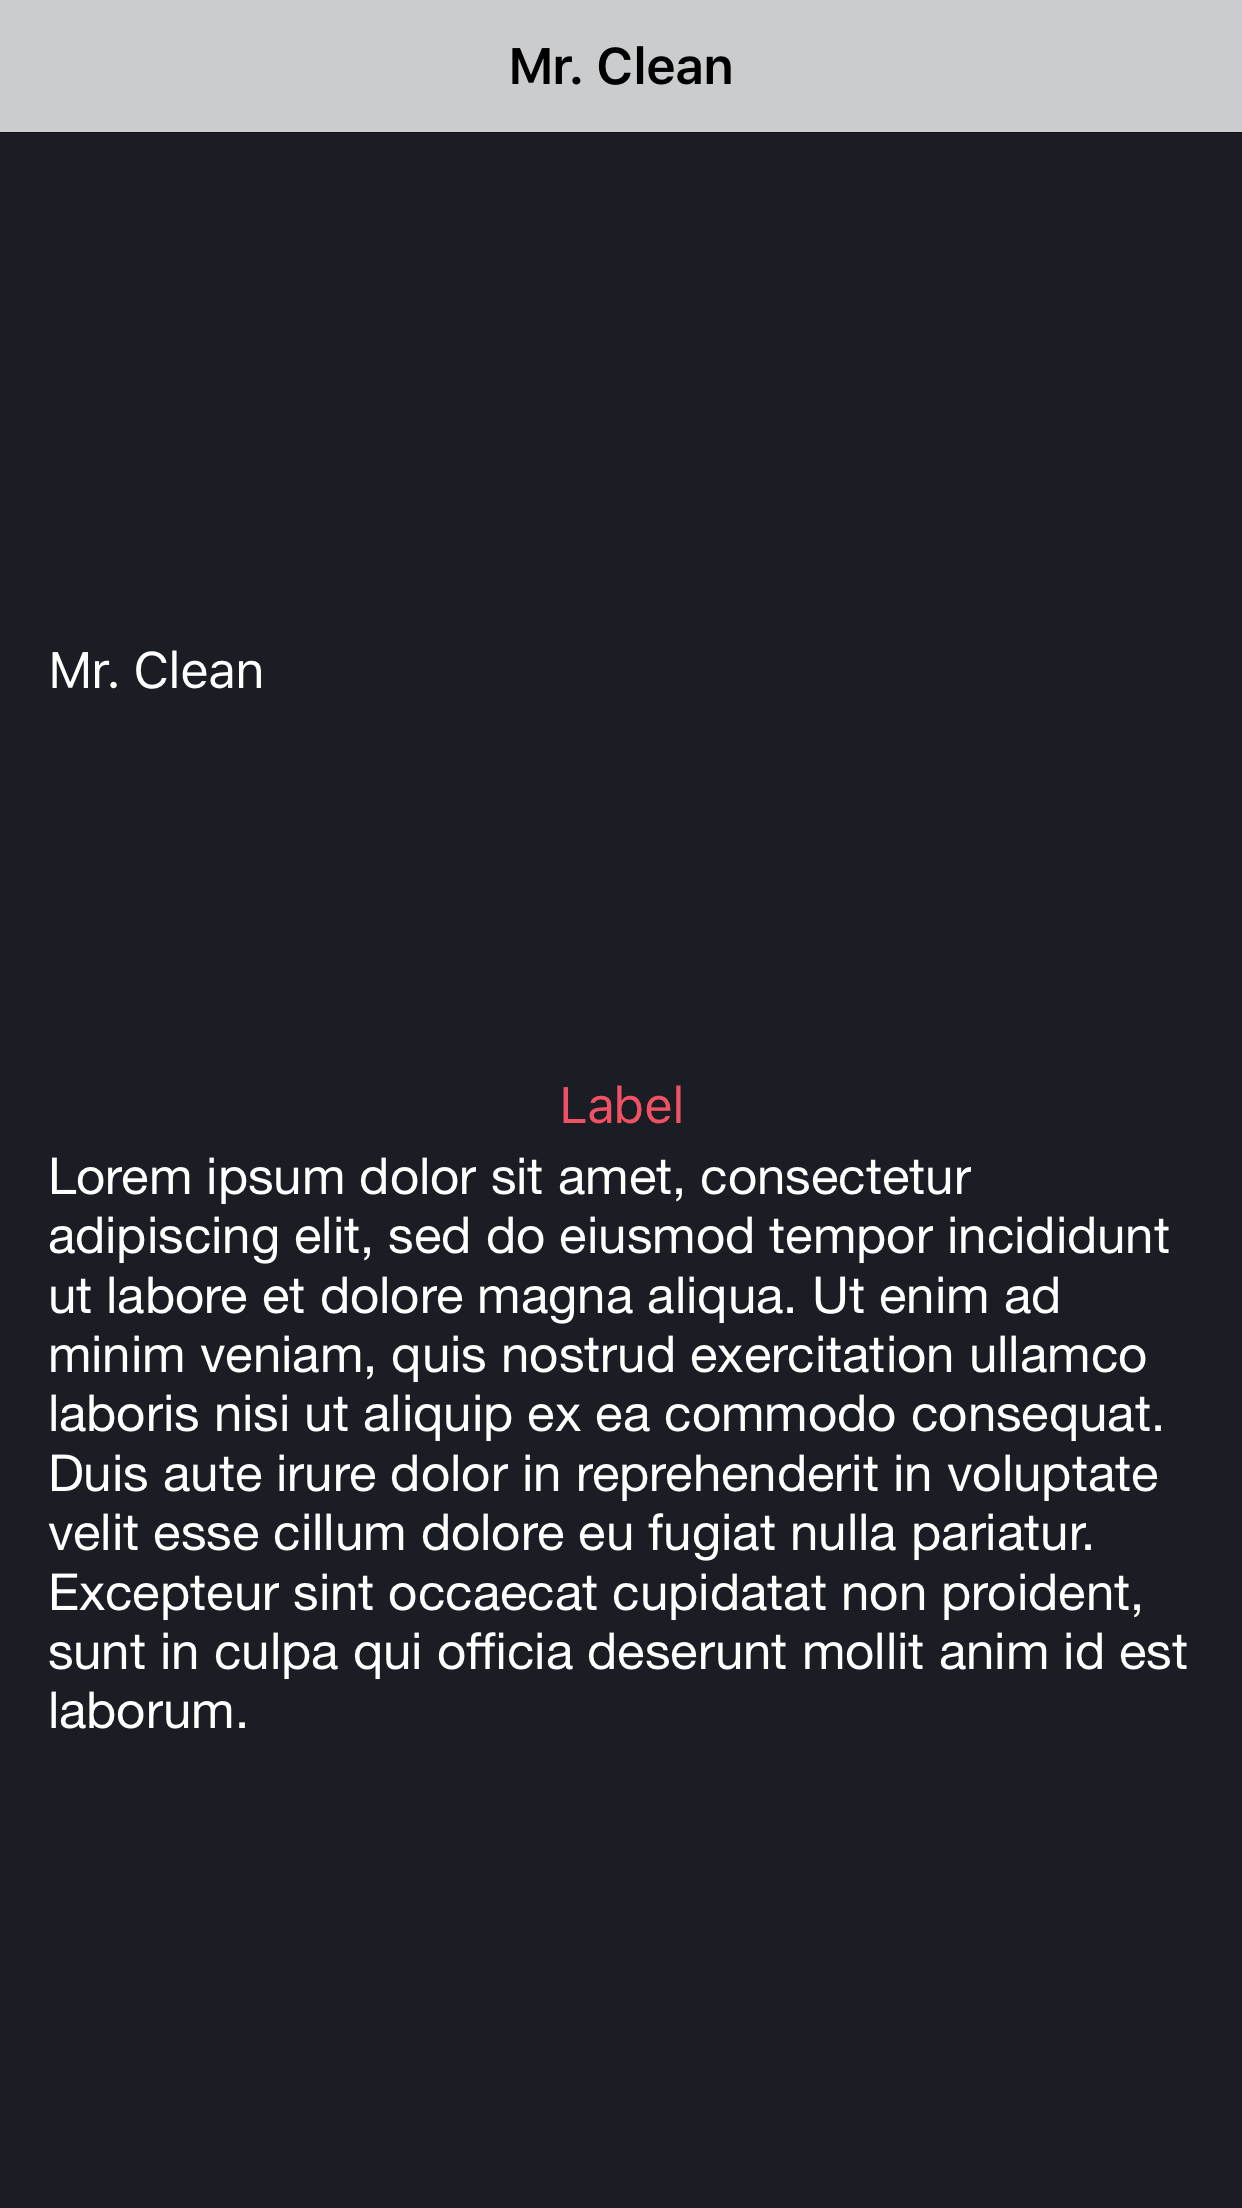 Mr. Clean
Mr. Clean
Label
Lorem ipsum dolor sit amet, consectetur
adipiscing elit, sed do eiusmod tempor incididunt
ut labore et dolore magna aliqua. Ut enim ad
minim veniam, quis nostrud exercitation ullamco
laboris nisi ut aliquip ex ea commodo consequat.
Duis aute irure dolor in reprehenderit in voluptate
velit esse cillum dolore eu fugiat nulla pariatur.
Excepteur sint occaecat cupidatat non proident,
sunt in culpa qui officia deserunt mollit anim id est
laborum.